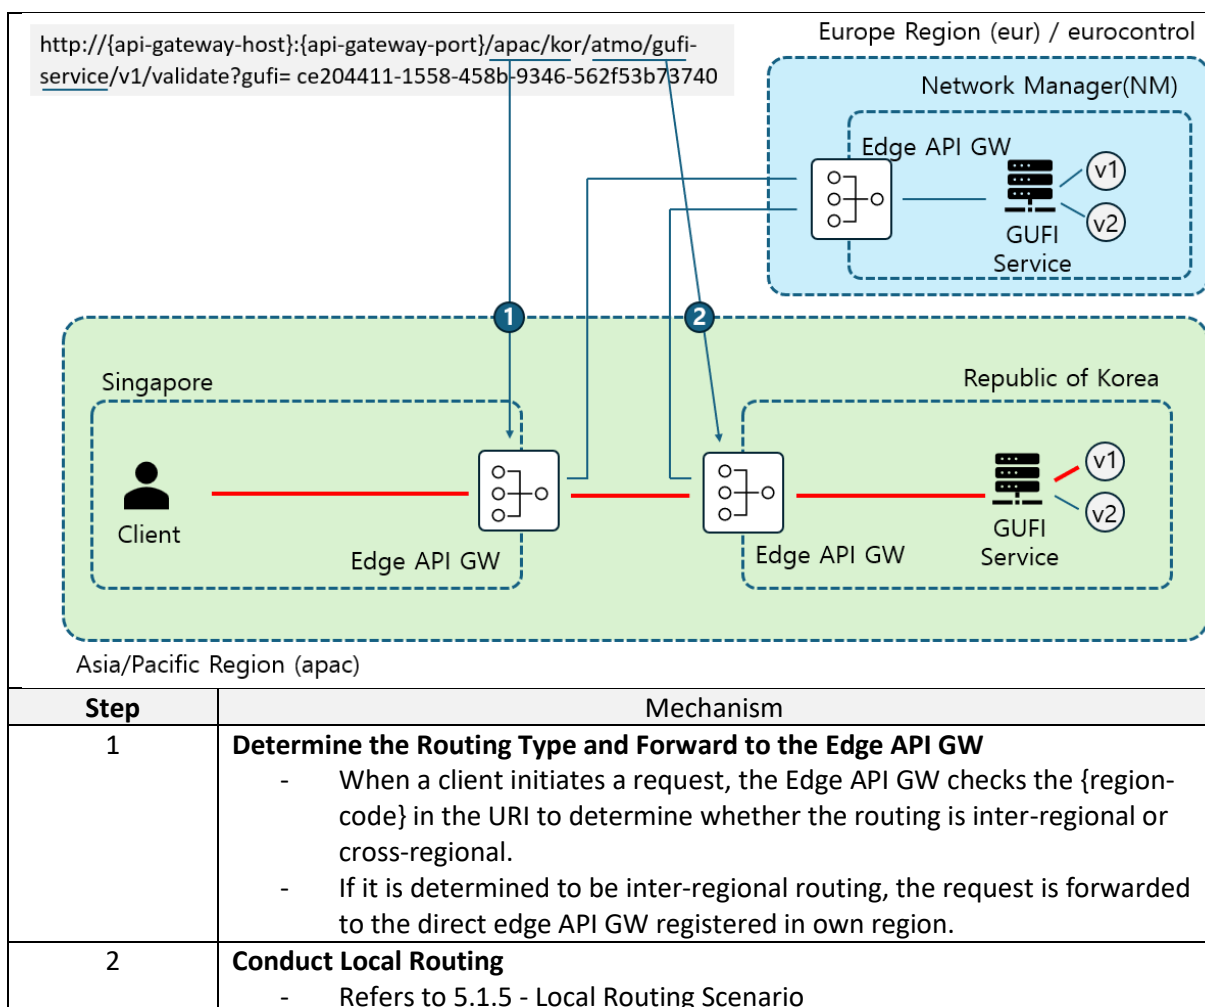 http://{api-gateway-host}:{api-gateway-port}/apac/kor/atmo/gufi-
service/v1/validate?gufi= ce204411-1558-458b-9346-562f53b73740
Europe Region (eur) / eurocontrol
Network Manager(NM)
Edge API GW
v1
v2
GUFI
Service
1
2
Singapore
Republic of Korea
Client
Edge API GW
Edge API GW
v1
v2
GUFI
Service
Asia/Pacific Region (apac)
Step
Mechanism
1
Determine the Routing Type and Forward to the Edge API GW
- When a client initiates a request, the Edge API GW checks the {region-
code} in the URI to determine whether the routing is inter-regional or
cross-regional.
- If it is determined to be inter-regional routing, the request is forwarded
to the direct edge API GW registered in own region.
2
Conduct Local Routing
- Refers to 5.1.5 - Local Routing Scenario